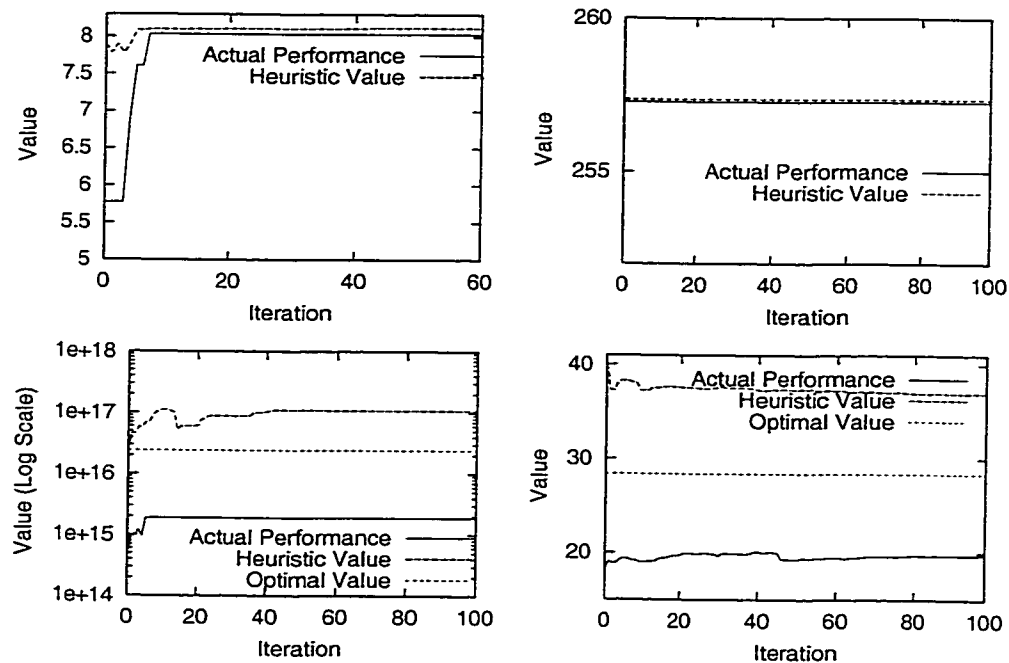 8
7.5
7
6.5
6
5.5
5
Value
Actual Performance
Heuristic Value
0 20 40 60
Iteration
260
255
Value
Actual Performance
Heuristic Value
0 20 40 60 80 100
Iteration
1e+18
1e+17
1e+16
1e+15
1e+14
Value (Log Scale)
Actual Performance
Heuristic Value
Optimal Value
0 20 40 60 80 100
Iteration
40
30
20
Value
Actual Performance
Heuristic Value
Optimal Value
0 20 40 60 80 100
Iteration